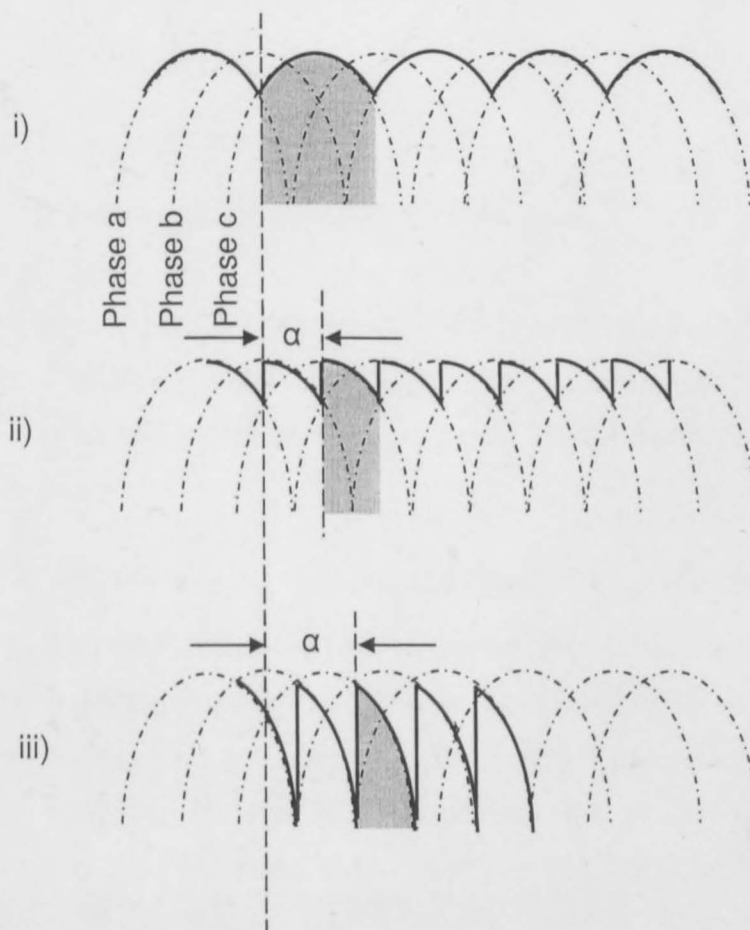 i)
Phase a
Phase b
Phase c
α
ii)
α
iii)